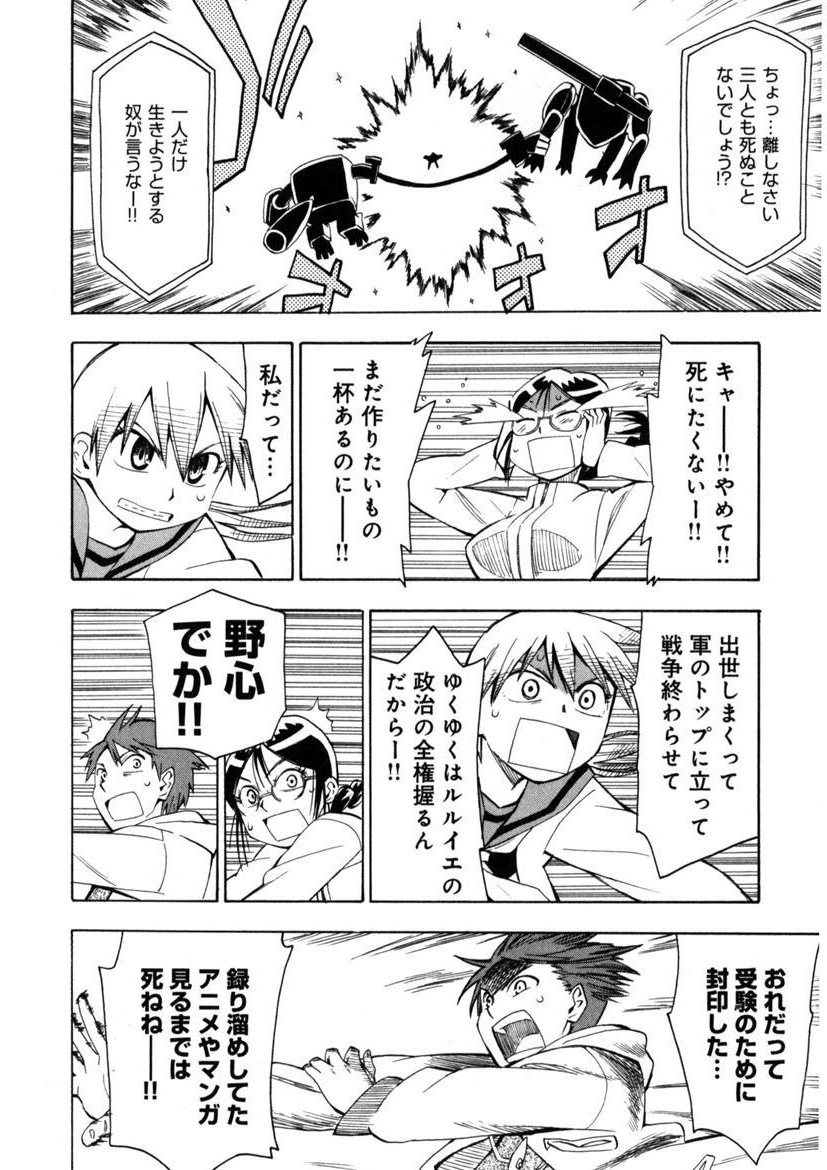 ちょっ…離しなさい
三人とも死ぬこと
ないでしょう!?
一人だけ
生きようとする
奴が言うなー!!
オ
オ
オ
キャ――!!やめて!!
死にたくないー!!
まだ作りたいもの
一杯あるのに――!!
私だって…
出世しまくって
軍のトップに立って
戦争終わらせて
ゆくゆくはルルイエの
政治の全権握るん
だからー!!
野心
でか!!
おれだって
受験のために
封印した…
録り溜めしてた
アニメやマンガ
見るまでは
死ねね――!!